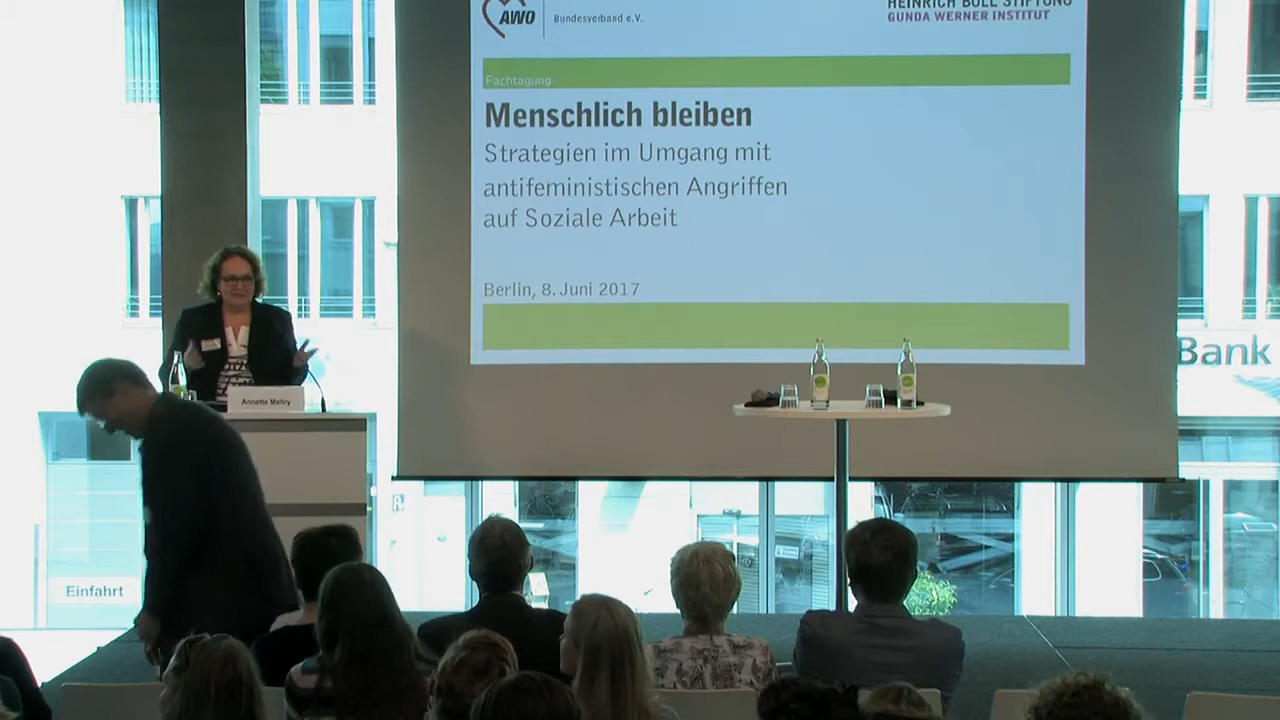 AWO
Bundesverband e.V.
HEINRICH BÖLL STIFTUNG
GUNDA WERNER INSTITUT
Fachtagung
Menschlich bleiben
Strategien im Umgang mit
antifeministischen Angriffen
auf Soziale Arbeit
Berlin, 8. Juni 2017
Bank
Annette Maltry
Einfahrt